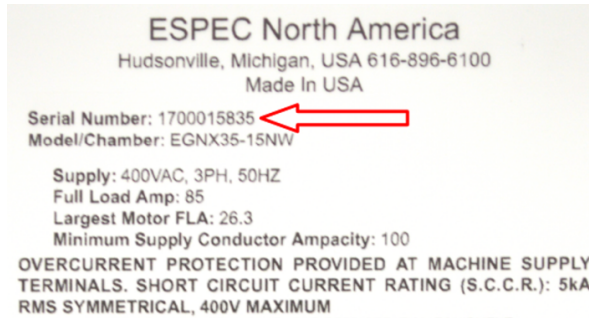 ESPEC North America
Hudsonville, Michigan, USA 616-896-6100
Made In USA
Serial Number: 1700015835
Model/Chamber: EGNX35-15NW
Supply: 400VAC, 3PH, 50HZ
Full Load Amp: 85
Largest Motor FLA: 26.3
Minimum Supply Conductor Ampacity: 100
OVERCURRENT PROTECTION PROVIDED AT MACHINE SUPPLY
TERMINALS. SHORT CIRCUIT CURRENT RATING (S.C.C.R.): 5kA
RMS SYMMETRICAL, 400V MAXIMUM